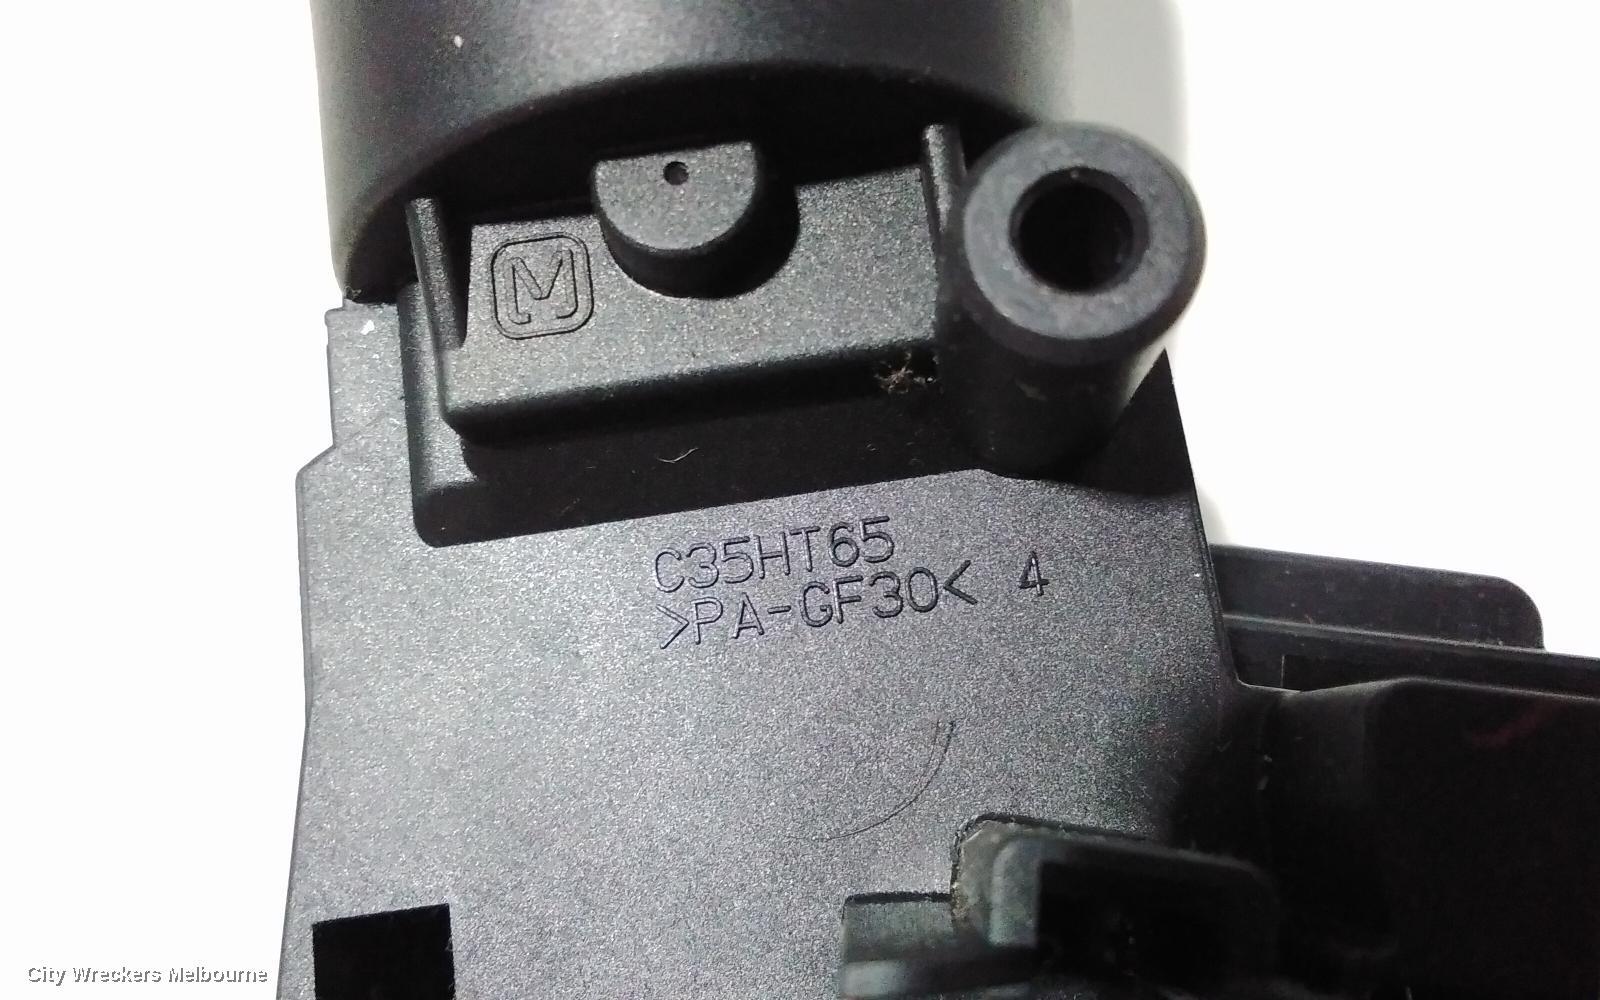 M
C35HT65
>PA-GF30< 4
City Wreckers Melbourne